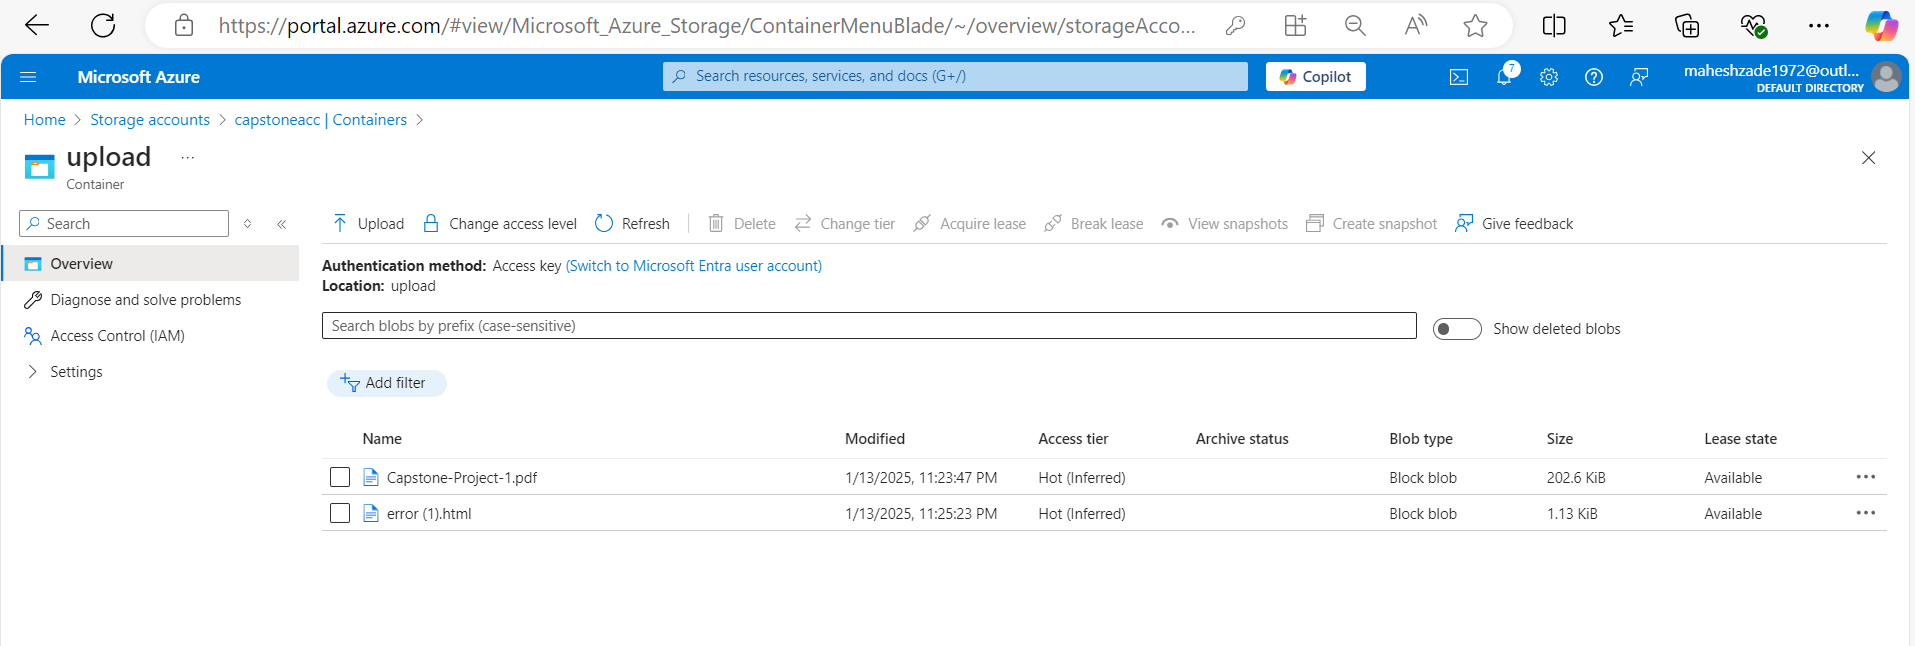 https://portal.azure.com/#view/Microsoft_Azure_Storage/ContainerMenuBlade/~/overview/storageAcco...
Microsoft Azure
Search resources, services, and docs (G+/)
Copilot
7
maheshzade1972@outl...
DEFAULT DIRECTORY
Home > Storage accounts > capstoneacc | Containers >
upload ...
Container
Search
Upload Change access level Refresh Delete Change tier Acquire lease Break lease View snapshots Create snapshot Give feedback
Overview
Diagnose and solve problems
Access Control (IAM)
Settings
Authentication method: Access key (Switch to Microsoft Entra user account)
Location: upload
Search blobs by prefix (case-sensitive)
Show deleted blobs
Add filter
Name Modified Access tier Archive status Blob type Size Lease state
Capstone-Project-1.pdf 1/13/2025, 11:23:47 PM Hot (Inferred) Block blob 202.6 KiB Available
error (1).html 1/13/2025, 11:25:23 PM Hot (Inferred) Block blob 1.13 KiB Available